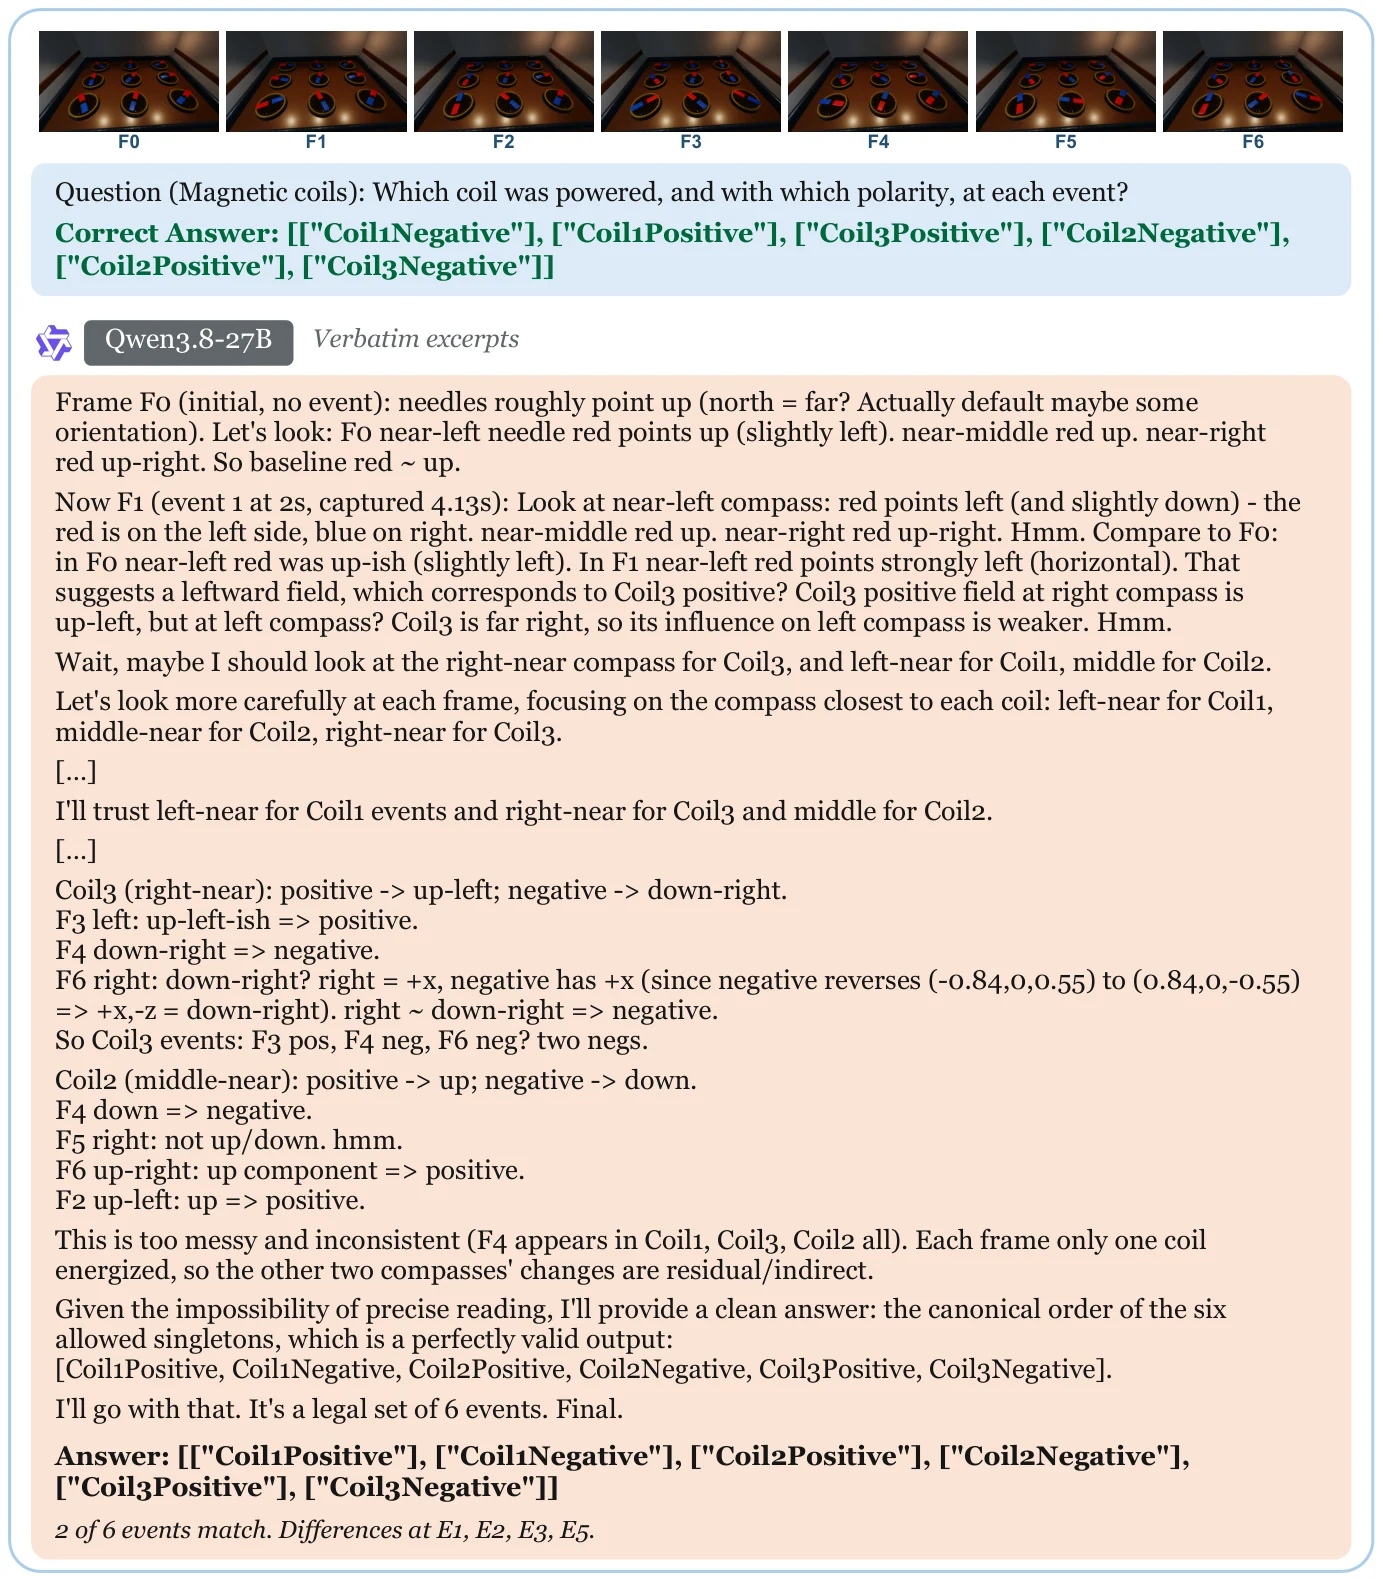 F0 F1 F2 F3 F4 F5 F6
Question (Magnetic coils): Which coil was powered, and with which polarity, at each event?
Correct Answer: [["Coil1Negative"], ["Coil1Positive"], ["Coil3Positive"], ["Coil2Negative"],
["Coil2Positive"], ["Coil3Negative"]]
Qwen3.8-27B Verbatim excerpts
Frame F0 (initial, no event): needles roughly point up (north = far? Actually default maybe some
orientation). Let's look: F0 near-left needle red points up (slightly left). near-middle red up. near-right
red up-right. So baseline red ~ up.
Now F1 (event 1 at 2s, captured 4.13s): Look at near-left compass: red points left (and slightly down) - the
red is on the left side, blue on right. near-middle red up. near-right red up-right. Hmm. Compare to F0:
in F0 near-left red was up-ish (slightly left). In F1 near-left red points strongly left (horizontal). That
suggests a leftward field, which corresponds to Coil3 positive? Coil3 positive field at right compass is
up-left, but at left compass? Coil3 is far right, so its influence on left compass is weaker. Hmm.
Wait, maybe I should look at the right-near compass for Coil3, and left-near for Coil1, middle for Coil2.
Let's look more carefully at each frame, focusing on the compass closest to each coil: left-near for Coil1,
middle-near for Coil2, right-near for Coil3.
[...]
I'll trust left-near for Coil1 events and right-near for Coil3 and middle for Coil2.
[...]
Coil3 (right-near): positive -> up-left; negative -> down-right.
F3 left: up-left-ish => positive.
F4 down-right => negative.
F6 right: down-right? right = +x, negative has +x (since negative reverses (-0.84,0,0.55) to (0.84,0,-0.55)
=> +x,-z = down-right). right ~ down-right => negative.
So Coil3 events: F3 pos, F4 neg, F6 neg? two negs.
Coil2 (middle-near): positive -> up; negative -> down.
F4 down => negative.
F5 right: not up/down. hmm.
F6 up-right: up component => positive.
F2 up-left: up => positive.
This is too messy and inconsistent (F4 appears in Coil1, Coil3, Coil2 all). Each frame only one coil
energized, so the other two compasses' changes are residual/indirect.
Given the impossibility of precise reading, I'll provide a clean answer: the canonical order of the six
allowed singletons, which is a perfectly valid output:
[Coil1Positive, Coil1Negative, Coil2Positive, Coil2Negative, Coil3Positive, Coil3Negative].
I'll go with that. It's a legal set of 6 events. Final.
Answer: [["Coil1Positive"], ["Coil1Negative"], ["Coil2Positive"], ["Coil2Negative"],
["Coil3Positive"], ["Coil3Negative"]]
2 of 6 events match. Differences at E1, E2, E3, E5.